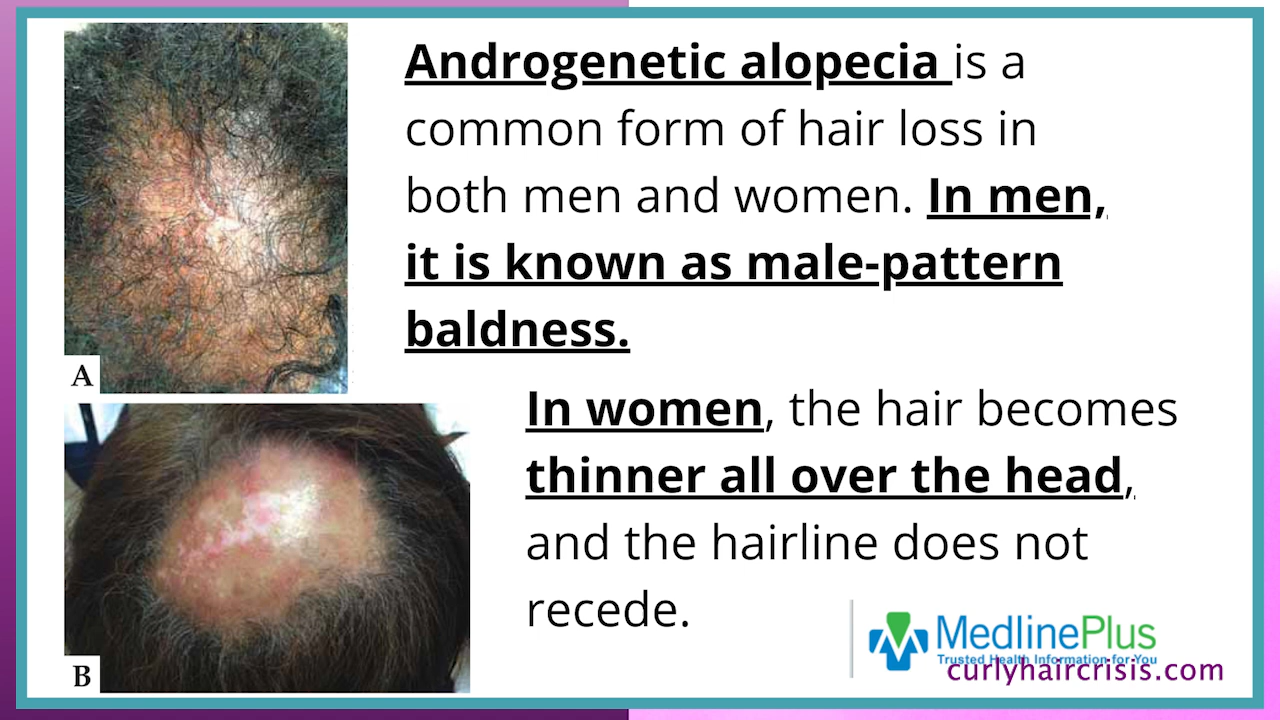 Androgenetic alopecia is a
common form of hair loss in
both men and women. In men,
it is known as male-pattern
baldness.
A
In women, the hair becomes
thinner all over the head,
and the hairline does not
recede.
B
MedlinePlus
Trusted Health Information for You
curlyhaircrisis.com